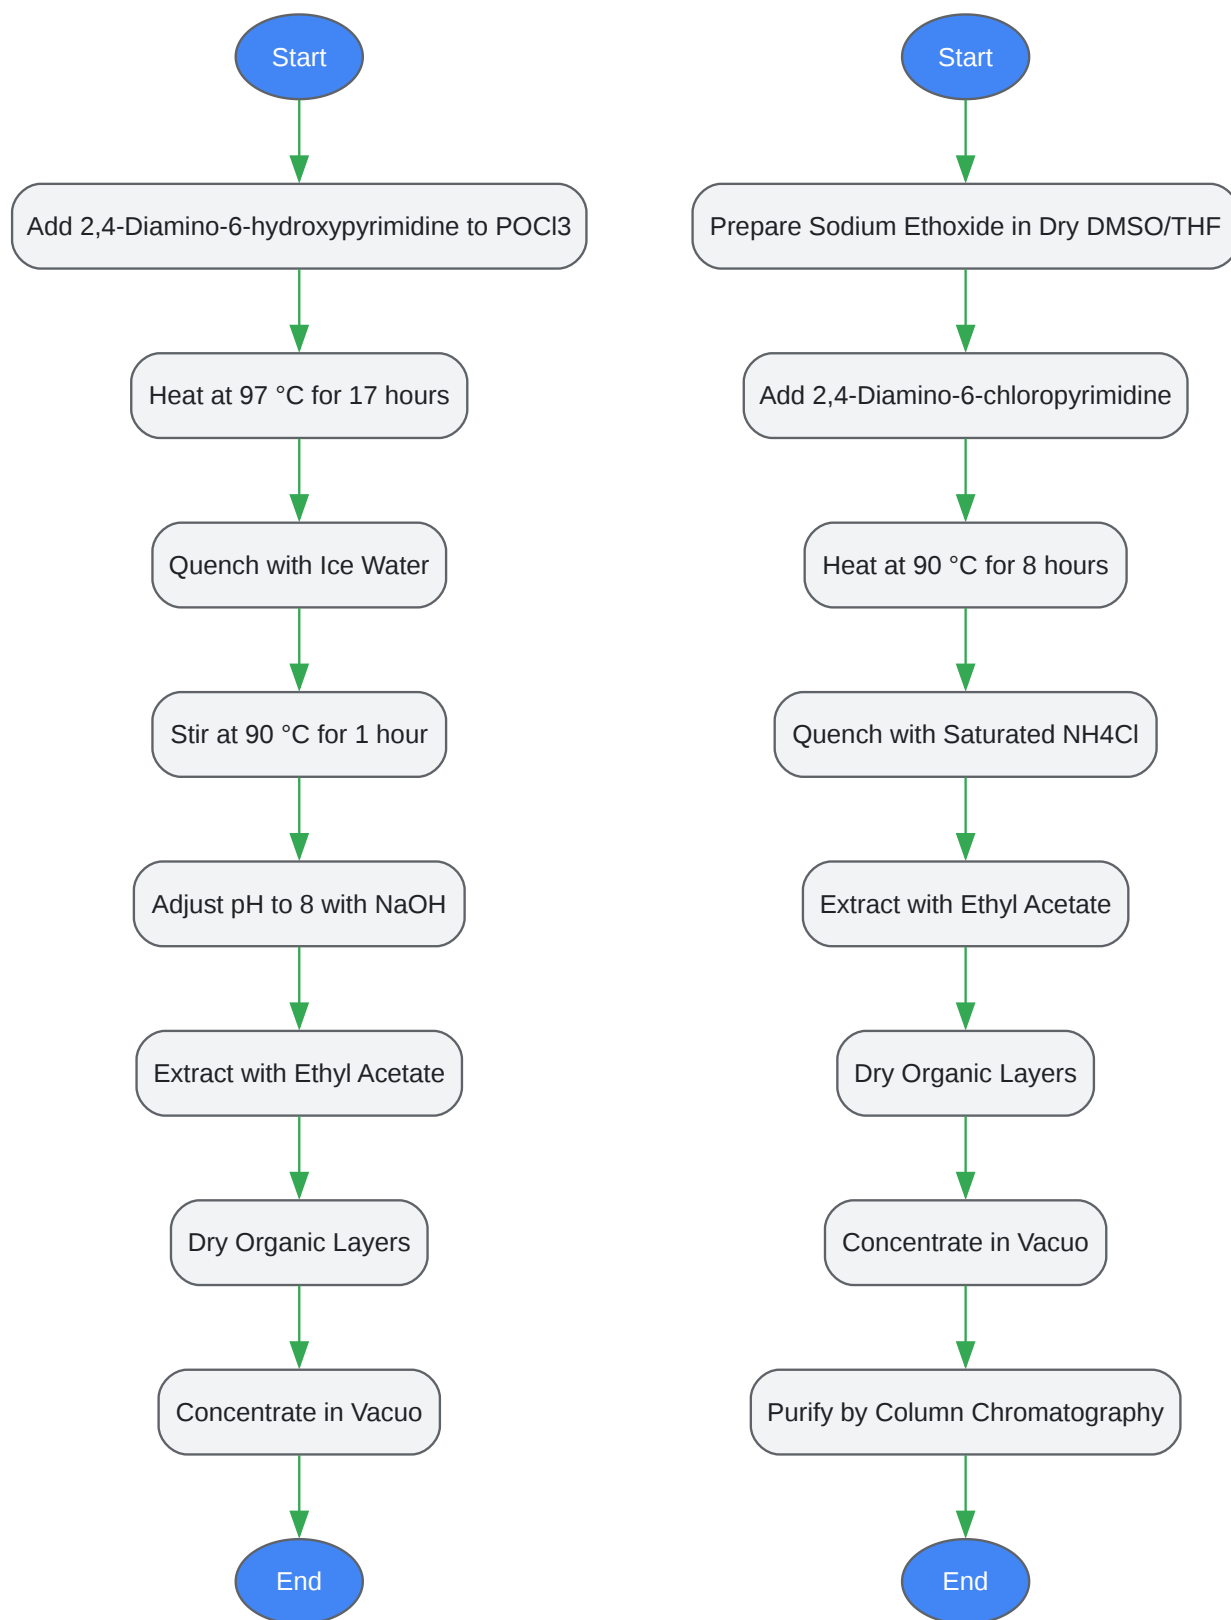 Start
Add 2,4-Diamino-6-hydroxypyrimidine to POCl3
Heat at 97 °C for 17 hours
Quench with Ice Water
Stir at 90 °C for 1 hour
Adjust pH to 8 with NaOH
Extract with Ethyl Acetate
Dry Organic Layers
Concentrate in Vacuo
End
Start
Prepare Sodium Ethoxide in Dry DMSO/THF
Add 2,4-Diamino-6-chloropyrimidine
Heat at 90 °C for 8 hours
Quench with Saturated NH4Cl
Extract with Ethyl Acetate
Dry Organic Layers
Concentrate in Vacuo
Purify by Column Chromatography
End